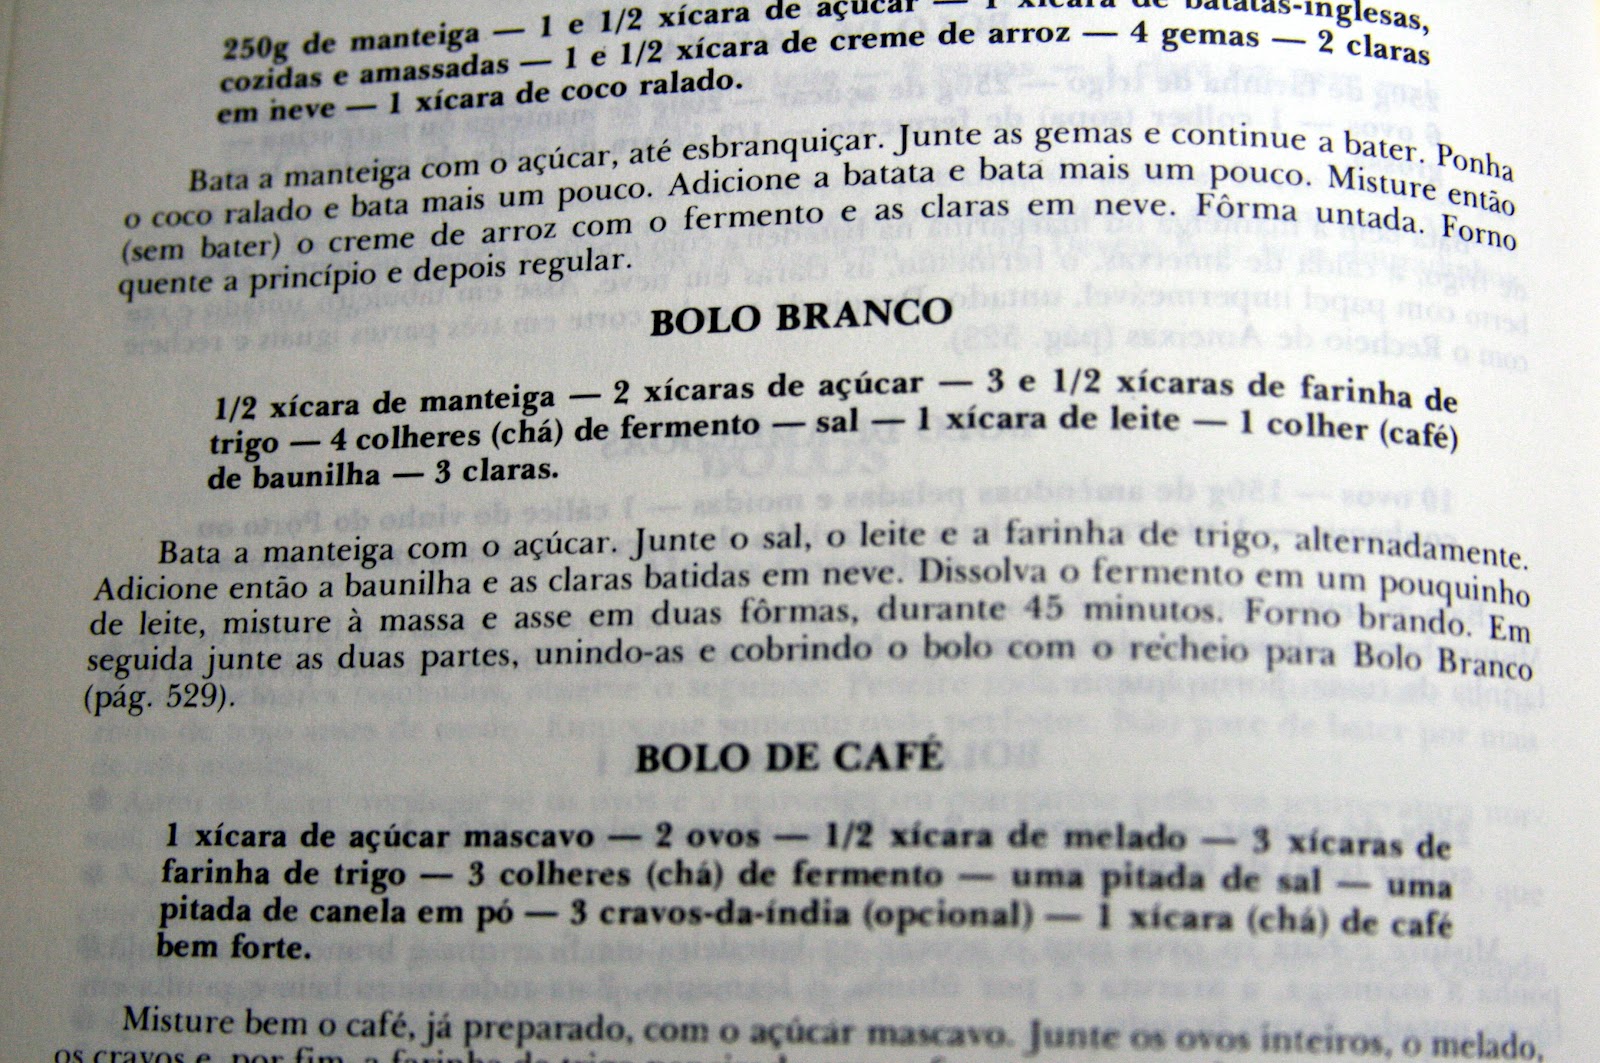 250g de manteiga — 1 e 1/2 xícara de açúcar — 1 xícara de batatas-inglesas,
cozidas e amassadas — 1 e 1/2 xícara de creme de arroz — 4 gemas — 2 claras
em neve — 1 xícara de coco ralado.
Bata a manteiga com o açúcar, até esbranquiçar. Junte as gemas e continue a bater. Ponha
o coco ralado e bata mais um pouco. Adicione a batata e bata mais um pouco. Misture então
(sem bater) o creme de arroz com o fermento e as claras em neve. Fôrma untada. Forno
quente a princípio e depois regular.
BOLO BRANCO
1/2 xícara de manteiga — 2 xícaras de açúcar — 3 e 1/2 xícaras de farinha de
trigo — 4 colheres (chá) de fermento — sal — 1 xícara de leite — 1 colher (café)
de baunilha — 3 claras.
Bata a manteiga com o açúcar. Junte o sal, o leite e a farinha de trigo, alternadamente.
Adicione então a baunilha e as claras batidas em neve. Dissolva o fermento em um pouquinho
de leite, misture à massa e asse em duas fôrmas, durante 45 minutos. Forno brando. Em
seguida junte as duas partes, unindo-as e cobrindo o bolo com o recheio para Bolo Branco
(pág. 529).
BOLO DE CAFÉ
1 xícara de açúcar mascavo — 2 ovos — 1/2 xícara de melado — 3 xícaras de
farinha de trigo — 3 colheres (chá) de fermento — uma pitada de sal — uma
pitada de canela em pó — 3 cravos-da-índia (opcional) — 1 xícara (chá) de café
bem forte.
Misture bem o café, já preparado, com o açúcar mascavo. Junte os ovos inteiros, o melado,
os cravos e, por fim, a farinha de trigo